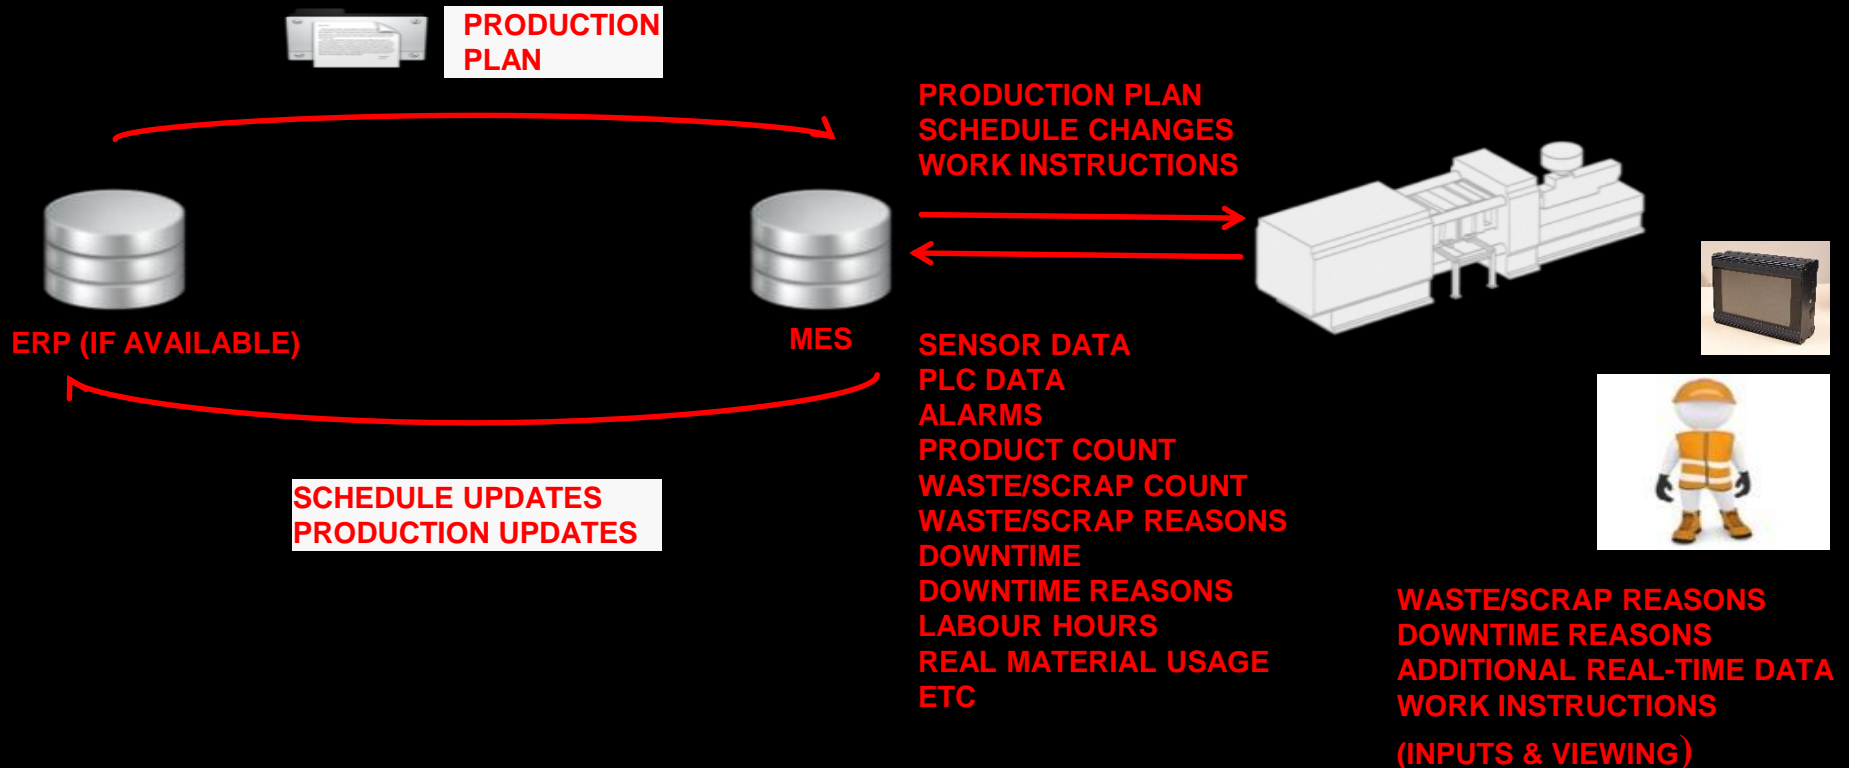 PRODUCTION
PLAN
PRODUCTION PLAN
SCHEDULE CHANGES
WORK INSTRUCTIONS
ERP (IF AVAILABLE)
MES
SENSOR DATA
PLC DATA
ALARMS
PRODUCT COUNT
WASTE/SCRAP COUNT
WASTE/SCRAP REASONS
DOWNTIME
DOWNTIME REASONS
LABOUR HOURS
REAL MATERIAL USAGE
ETC
SCHEDULE UPDATES
PRODUCTION UPDATES
WASTE/SCRAP REASONS
DOWNTIME REASONS
ADDITIONAL REAL-TIME DATA
WORK INSTRUCTIONS
(INPUTS & VIEWING)